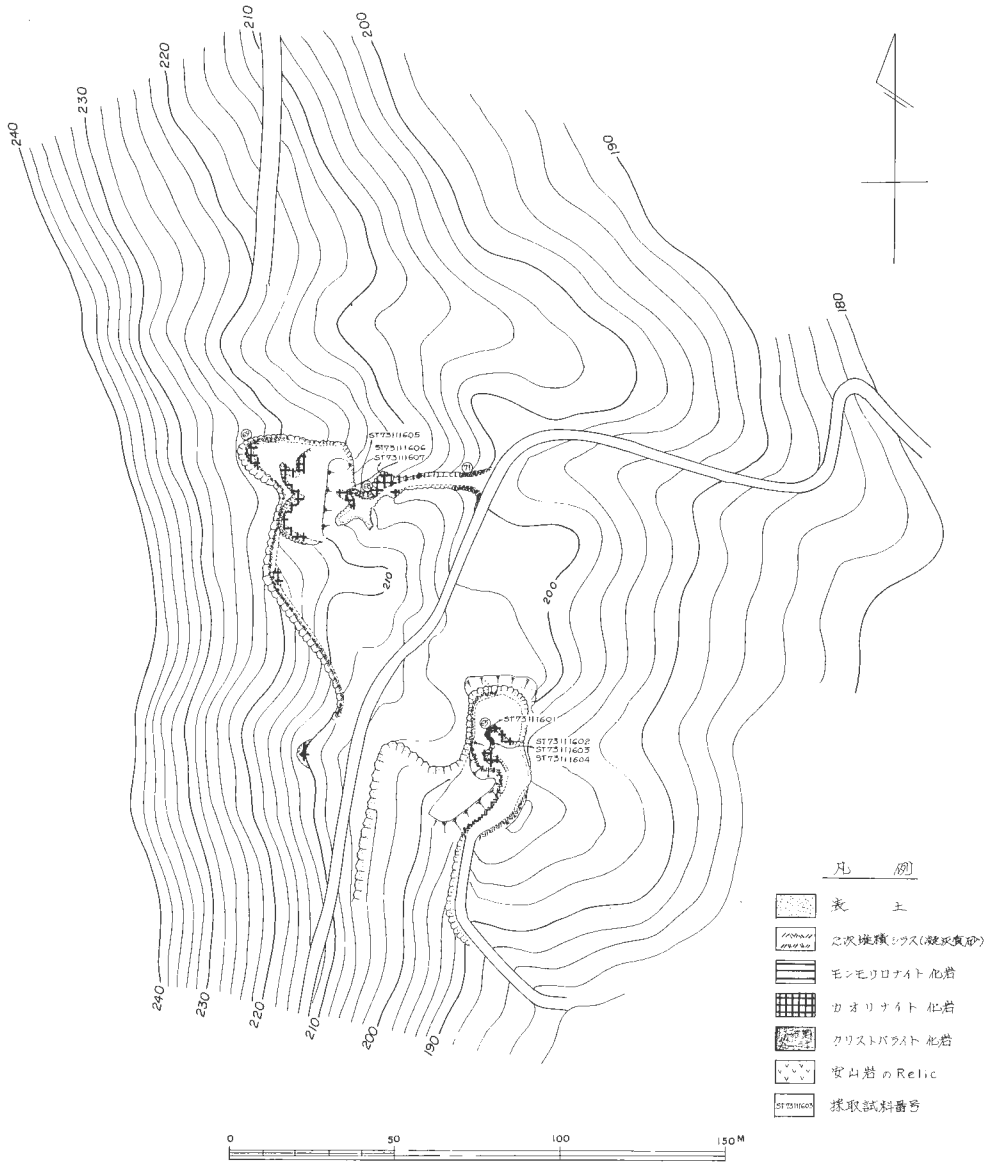 210
200
220
230
240
190
180
ST73111605
ST73111606
ST73111607
71
210
200
ST73111601
ST73111602
ST73111603
ST73111604
240
230
220
210
200
190
凡 例
表 土
2次堆積シラス(凝灰質砂)
モンモリロナイト化岩
カオリナイト化岩
クリストバライト化岩
安山岩のRelic
ST73111603 採取試料番号
0 50 100 150M